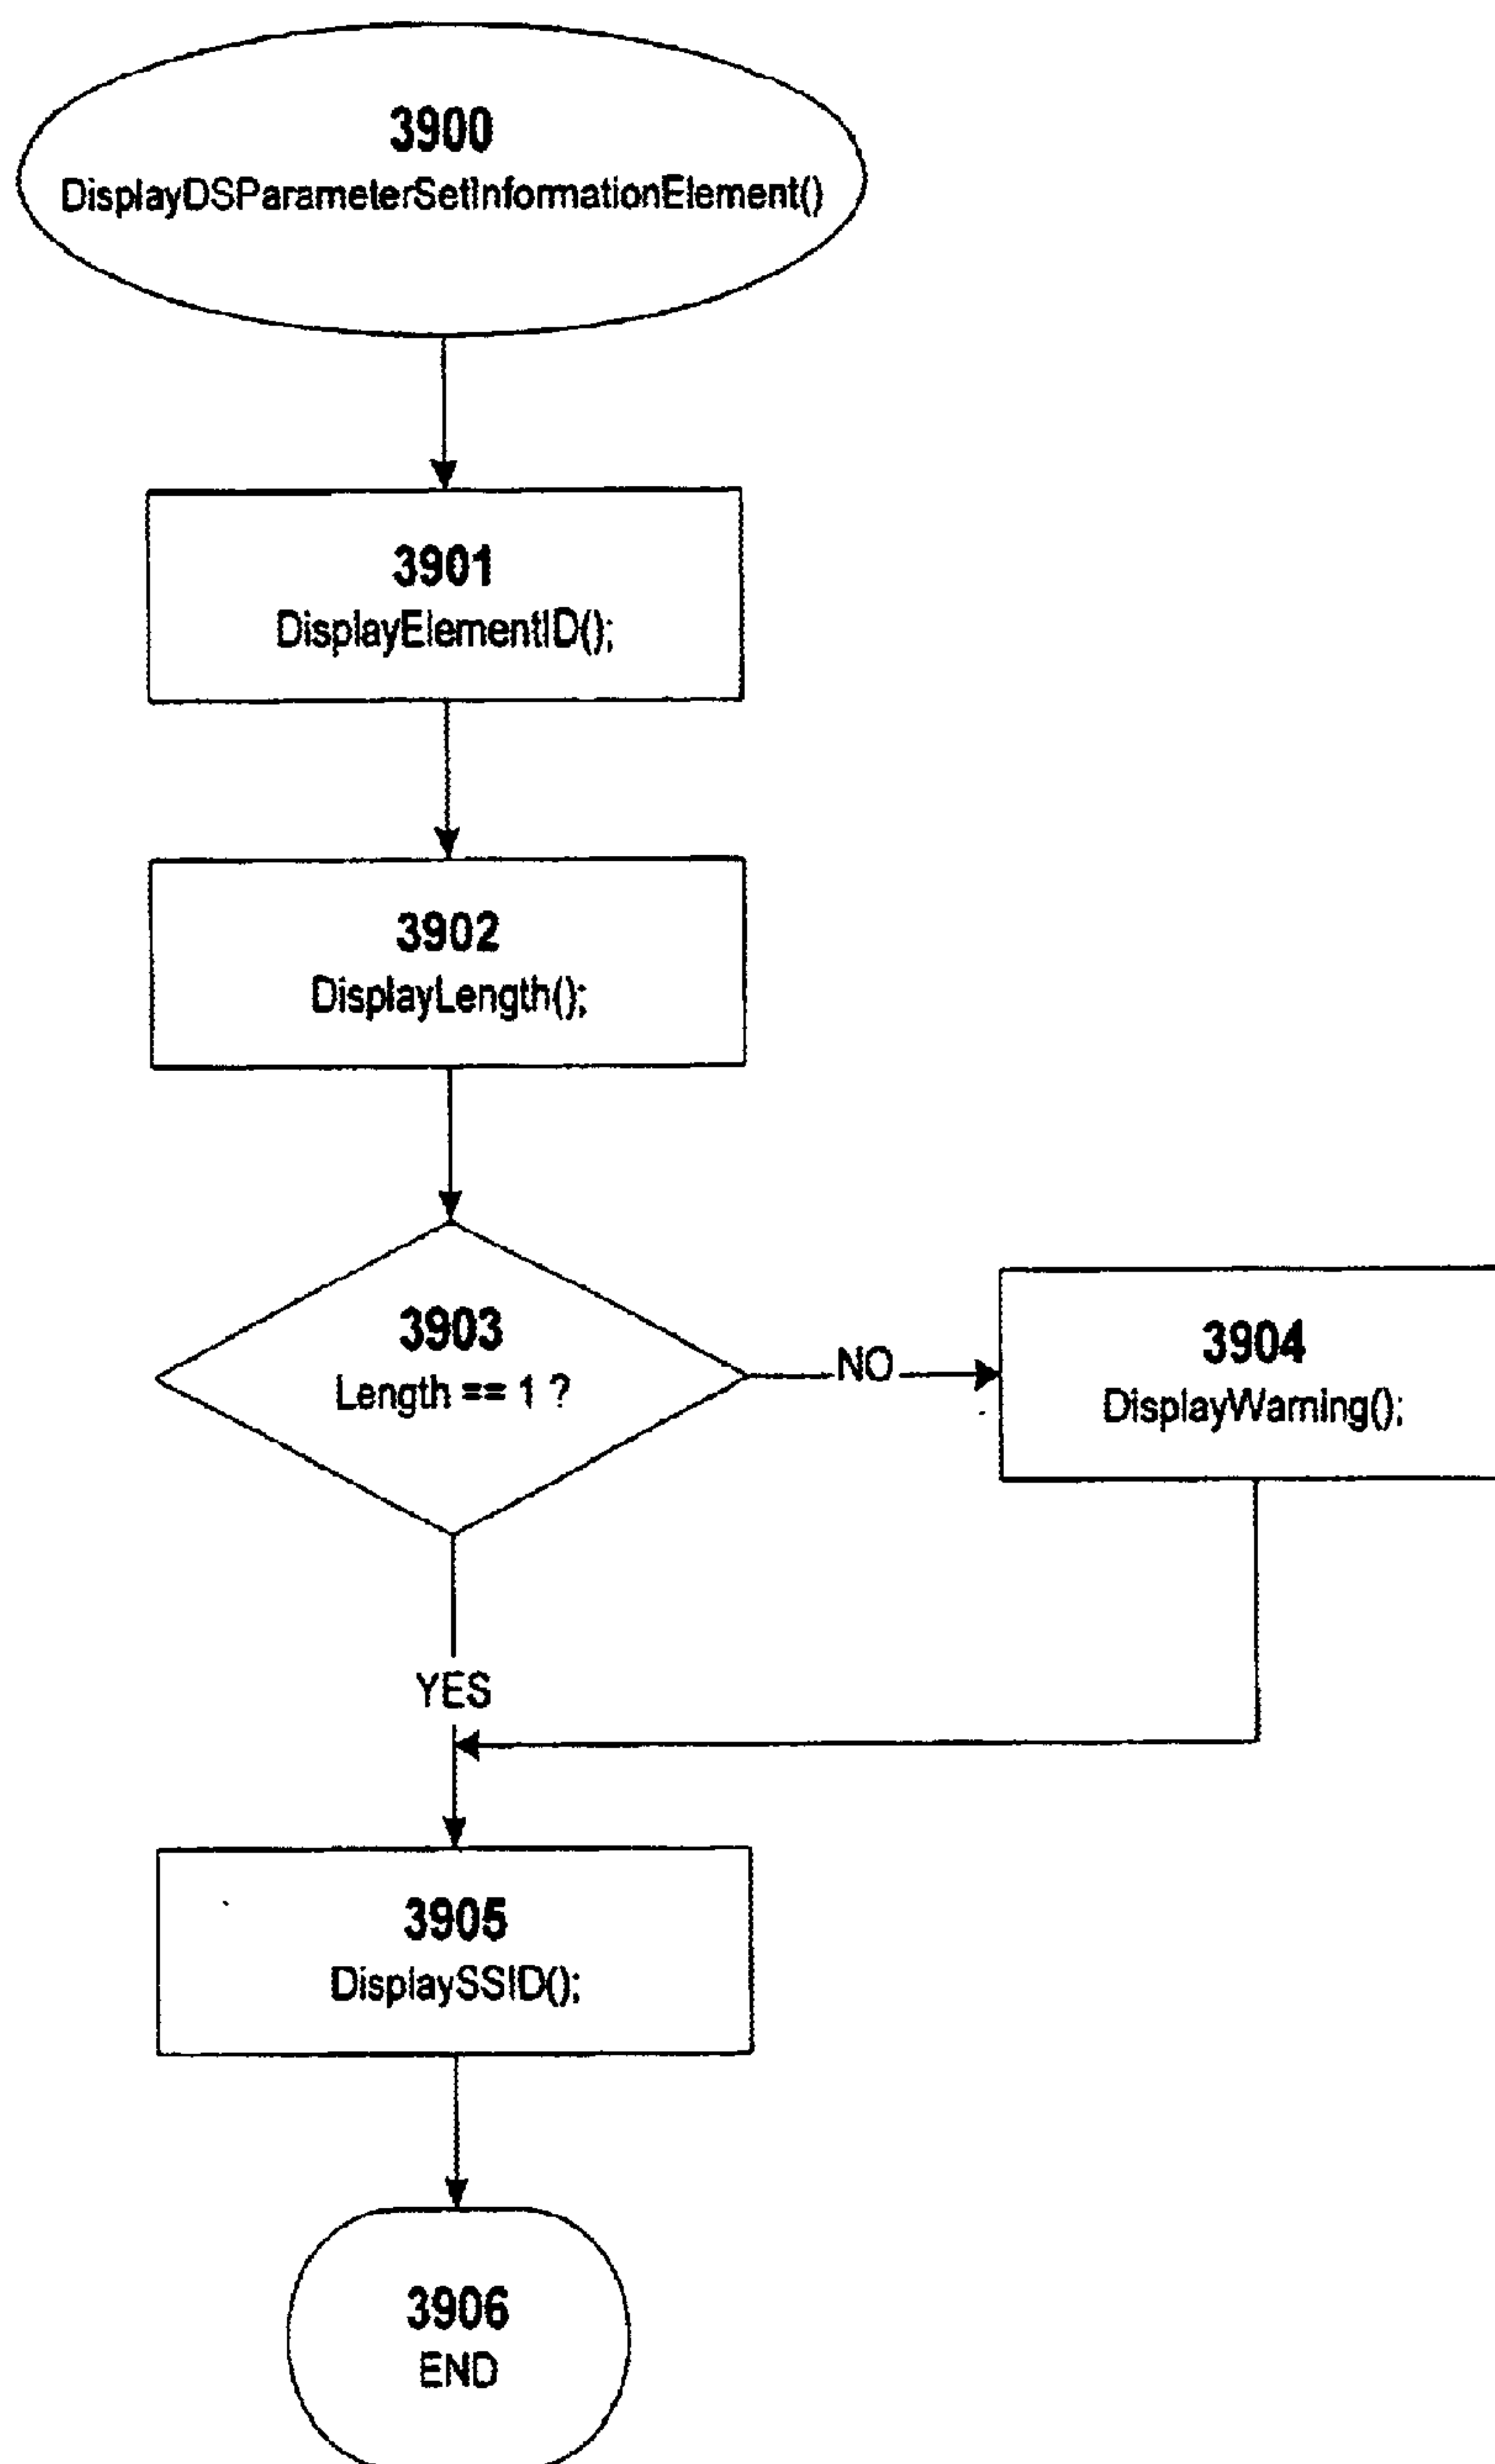 3900
DisplayDSParameterSetInformationElement()
3901
DisplayElementID();
3902
DisplayLength();
3903
Length == 1 ?
NO
3904
DisplayWarning();
YES
3905
DisplaySSID();
3906
END